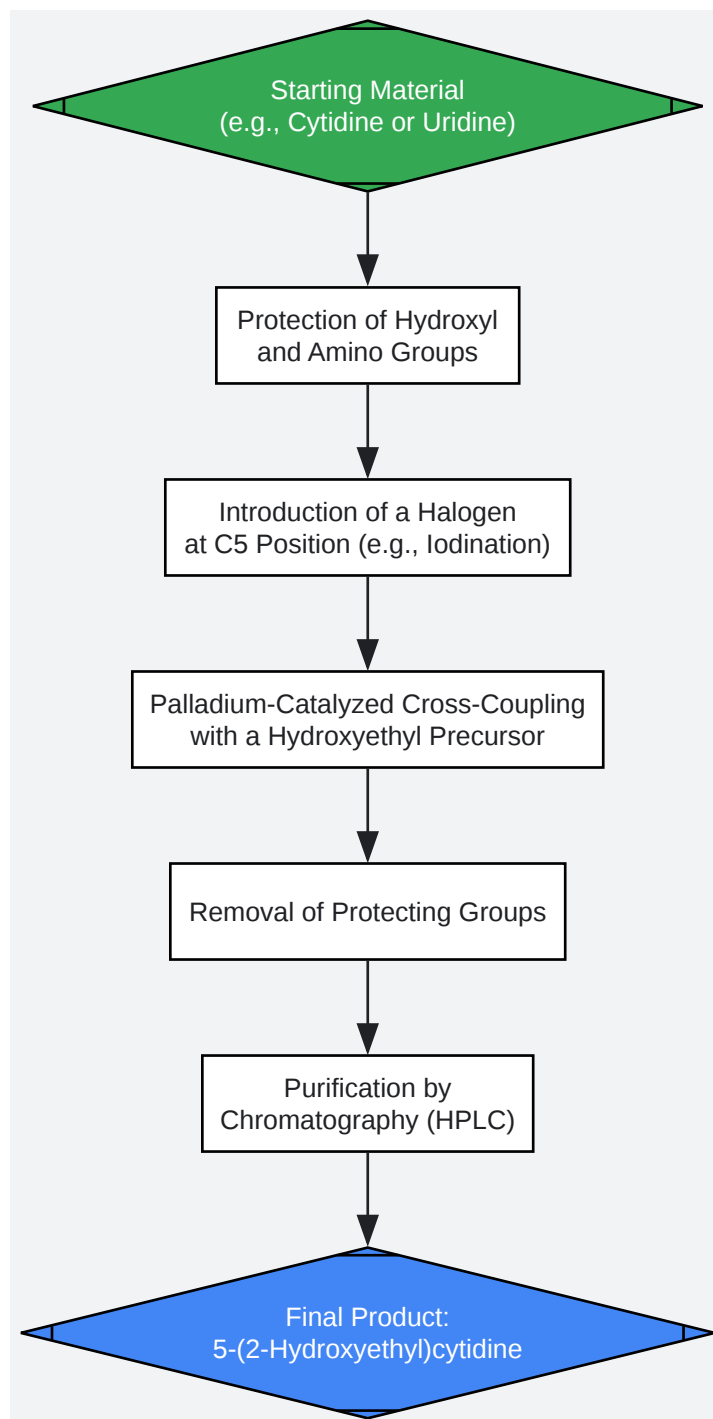 Starting Material
(e.g., Cytidine or Uridine)
Protection of Hydroxyl
and Amino Groups
Introduction of a Halogen
at C5 Position (e.g., Iodination)
Palladium-Catalyzed Cross-Coupling
with a Hydroxyethyl Precursor
Removal of Protecting Groups
Purification by
Chromatography (HPLC)
Final Product:
5-(2-Hydroxyethyl)cytidine